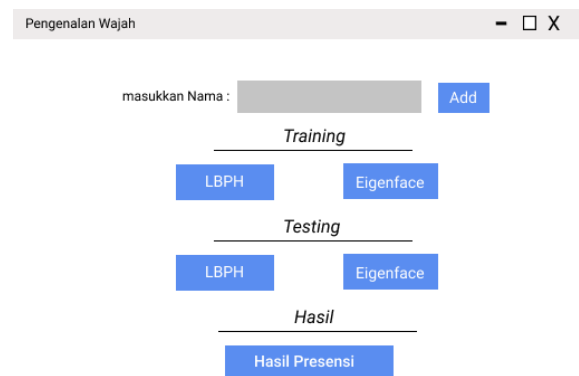 Pengenalan Wajah
masukkan Nama : Add
Training
LBPH Eigenface
Testing
LBPH Eigenface
Hasil
Hasil Presensi